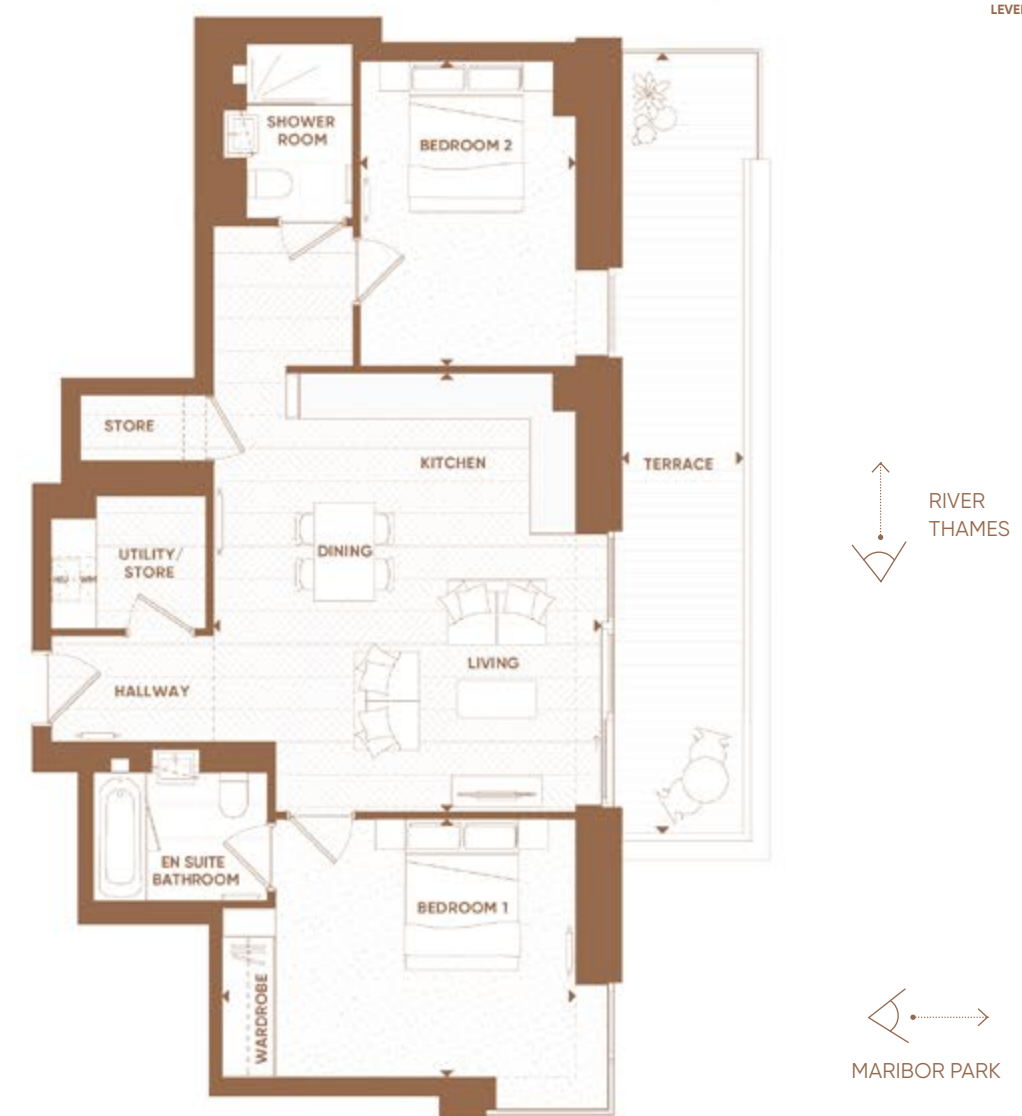 LEVEL
SHOWER
ROOM
BEDROOM 2
STORE
KITCHEN
TERRACE
RIVER
THAMES
UTILITY/
STORE
DINING
HALLWAY
LIVING
EN SUITE
BATHROOM
BEDROOM 1
WARDROBE
MARIBOR PARK